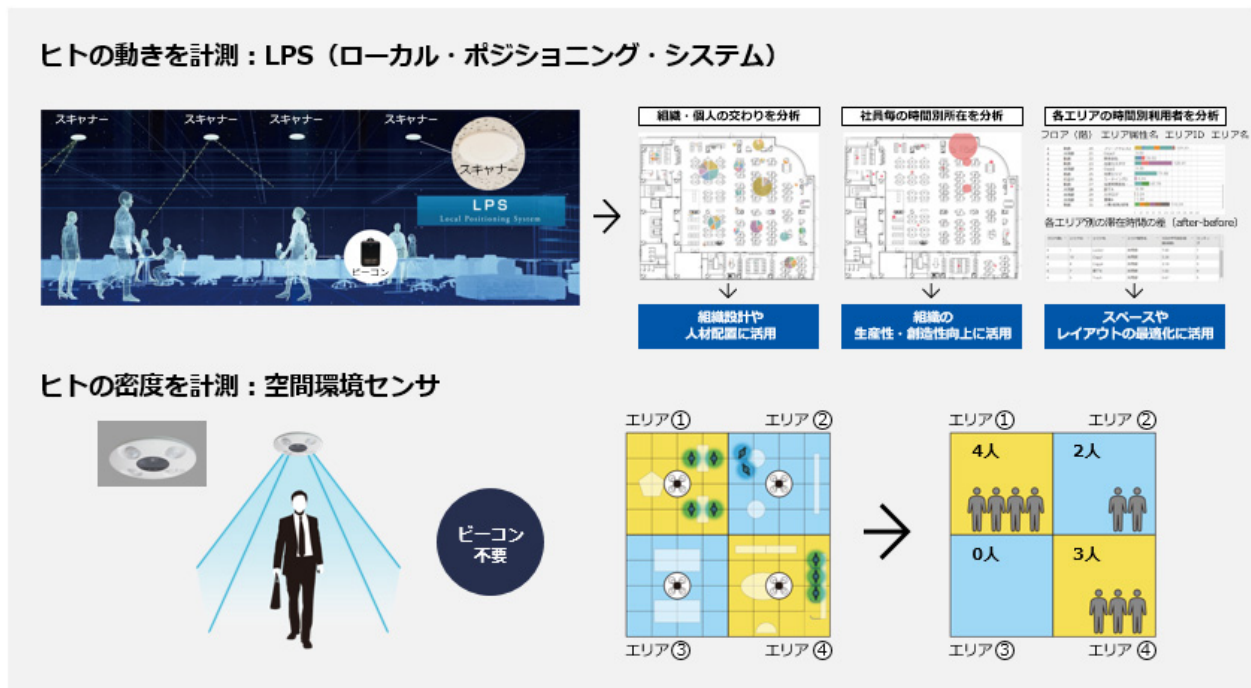 ヒトの動きを計測：LPS（ローカル・ポジショニング・システム）
スキャナー
スキャナー
スキャナー
スキャナー
スキャナー
LPS
Local Positioning System
ビーコン
組織・個人の交わりを分析
組織設計や
人材配置に活用
社員毎の時間別所在を分析
組織の
生産性・創造性向上に活用
各エリアの時間別利用者を分析
フロア（階） エリア属性名 エリアID エリア名
各エリア別の滞在時間の差（after-before）
スペースや
レイアウトの最適化に活用
ヒトの密度を計測：空間環境センサ
ビーコン
不要
エリア①
エリア②
エリア③
エリア④
エリア①
エリア②
4人
2人
0人
3人
エリア③
エリア④